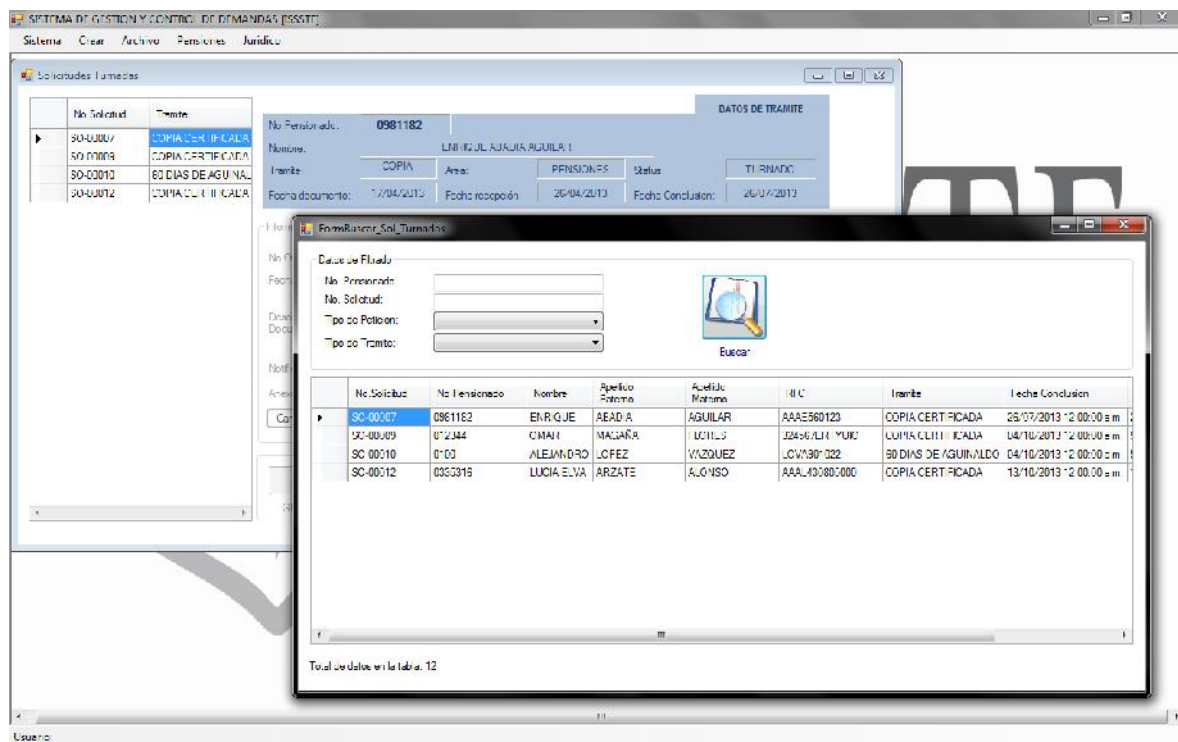 SISTEMA DE GESTION Y CONTROL DE DEMANDAS [ISSSTE]
Sistema Crear Archivo Pensiones Juridico
Solicitudes Turnadas
No Solicitud Tramite
SO-00007 COPIA CERTIFICADA
SO-00009 COPIA CERTIFICADA
SO-00010 60 DIAS DE AGUINAL
SO-00012 COPIA CERTIFICADA
DATOS DE TRAMITE
No Pensionado: 0981182
Nombre: ENRIQUE ABADIA AGUILAR
Tramite COPIA Area: PENSIONES Status TURNADO
Fecha documento: 17/04/2013 Fecha recepción 26/04/2013 Fecha Conclusion: 26/07/2013
FormBuscar_Sol_Turnados
Datos de Filtrado
No. Pensionado
No. Solicitud:
Tipo de Peticion:
Tipo de Tramite:
Buscar
No.Solicitud No Pensionado Nombre Apellido Paterno Apellido Materno RFC Tramite Fecha Conclusion
SO-00007 0981182 ENRIQUE ABADIA AGUILAR AAAE560123 COPIA CERTIFICADA 26/07/2013 12:00:00 a.m.
SO-00009 012344 OMAR MAGAÑA FLORES COPIA CERTIFICADA 04/10/2013 12:00:00 a.m.
SO-00010 0100 ALEJANDRO LOPEZ VAZQUEZ LOVA901022 60 DIAS DE AGUINALDO 04/10/2013 12:00:00 a.m.
SO-00012 0335316 LUCIA ELVA ARZATE ALONSO COPIA CERTIFICADA 13/10/2013 12:00:00 a.m.
Total de datos en la tabla: 12
Usuario: